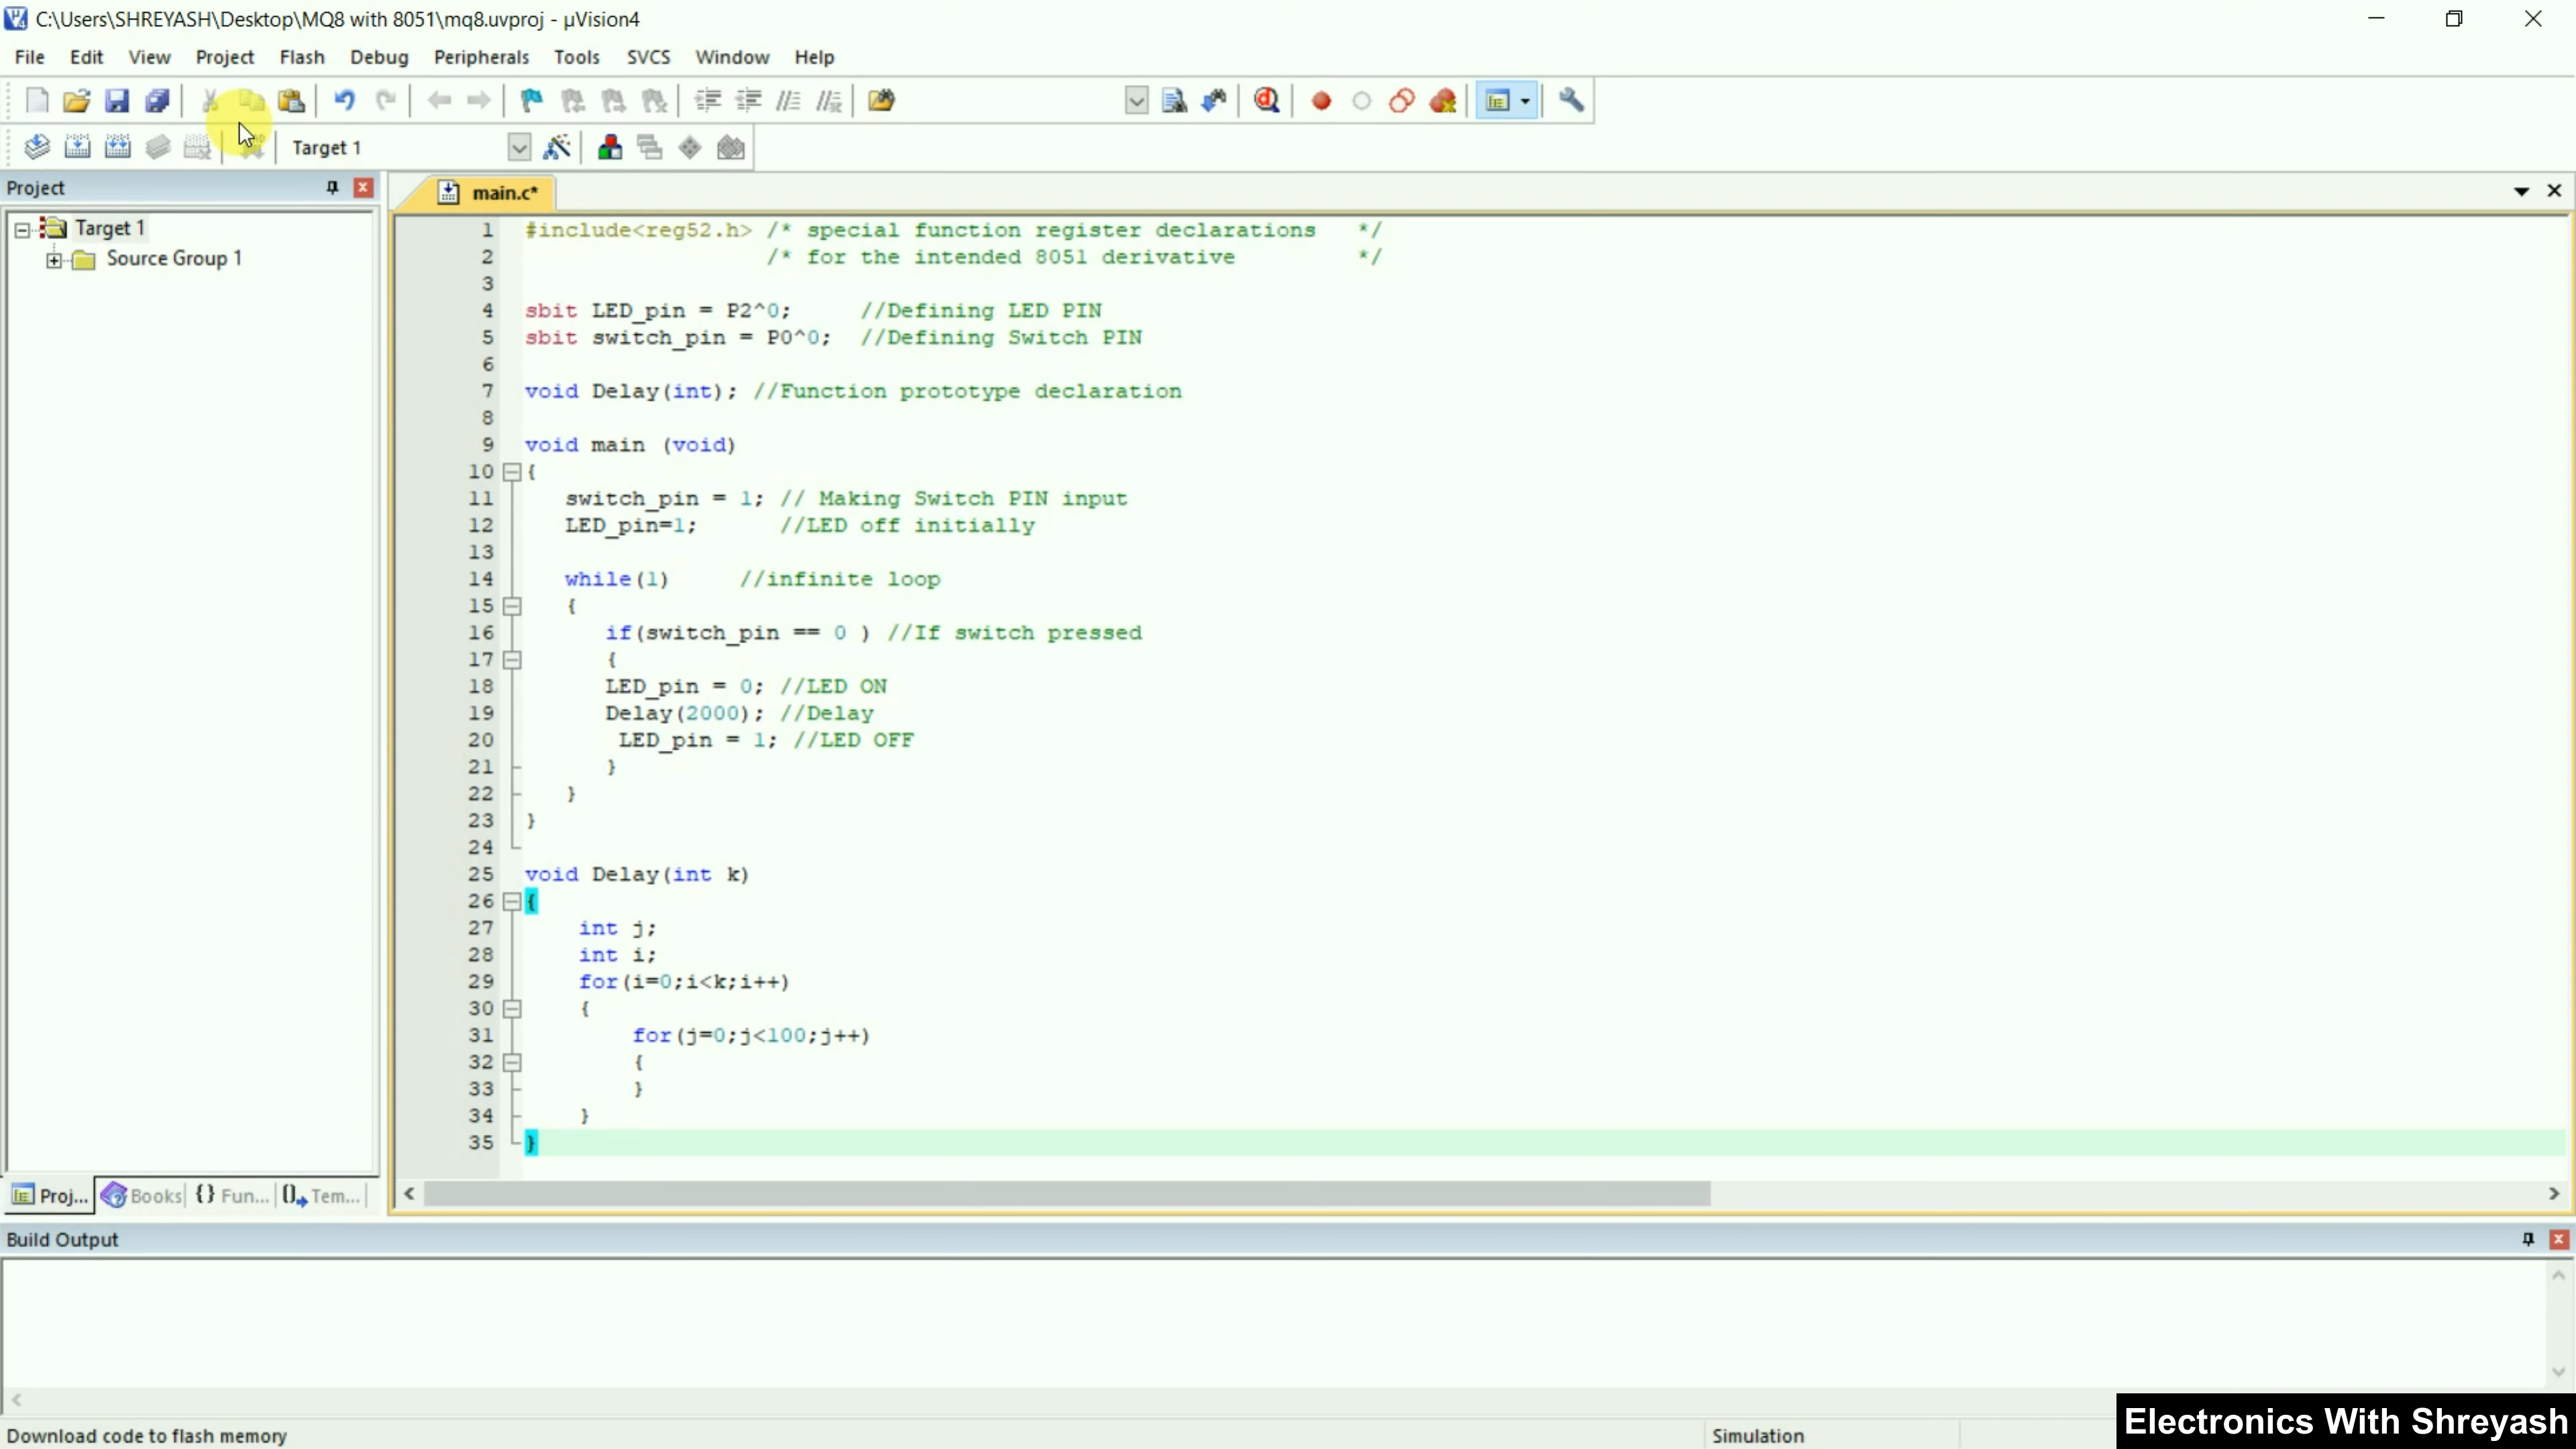 C:\Users\SHREYASH\Desktop\MQ8 with 8051\mq8.uvproj - µVision4
File Edit View Project Flash Debug Peripherals Tools SVCS Window Help
Target 1
Project
main.c*
Target 1
Source Group 1
1 #include<reg52.h> /* special function register declarations */
2 /* for the intended 8051 derivative */
3
4 sbit LED_pin = P2^0; //Defining LED PIN
5 sbit switch_pin = P0^0; //Defining Switch PIN
6
7 void Delay(int); //Function prototype declaration
8
9 void main (void)
10 {
11 switch_pin = 1; // Making Switch PIN input
12 LED_pin=1; //LED off initially
13
14 while(1) //infinite loop
15 {
16 if(switch_pin == 0 ) //If switch pressed
17 {
18 LED_pin = 0; //LED ON
19 Delay(2000); //Delay
20 LED_pin = 1; //LED OFF
21 }
22 }
23 }
24
25 void Delay(int k)
26 {
27 int j;
28 int i;
29 for(i=0;i<k;i++)
30 {
31 for(j=0;j<100;j++)
32 {
33 }
34 }
35 }
Proj... Books {} Fun... Tem...
Build Output
Download code to flash memory
Simulation
Electronics With Shreyash